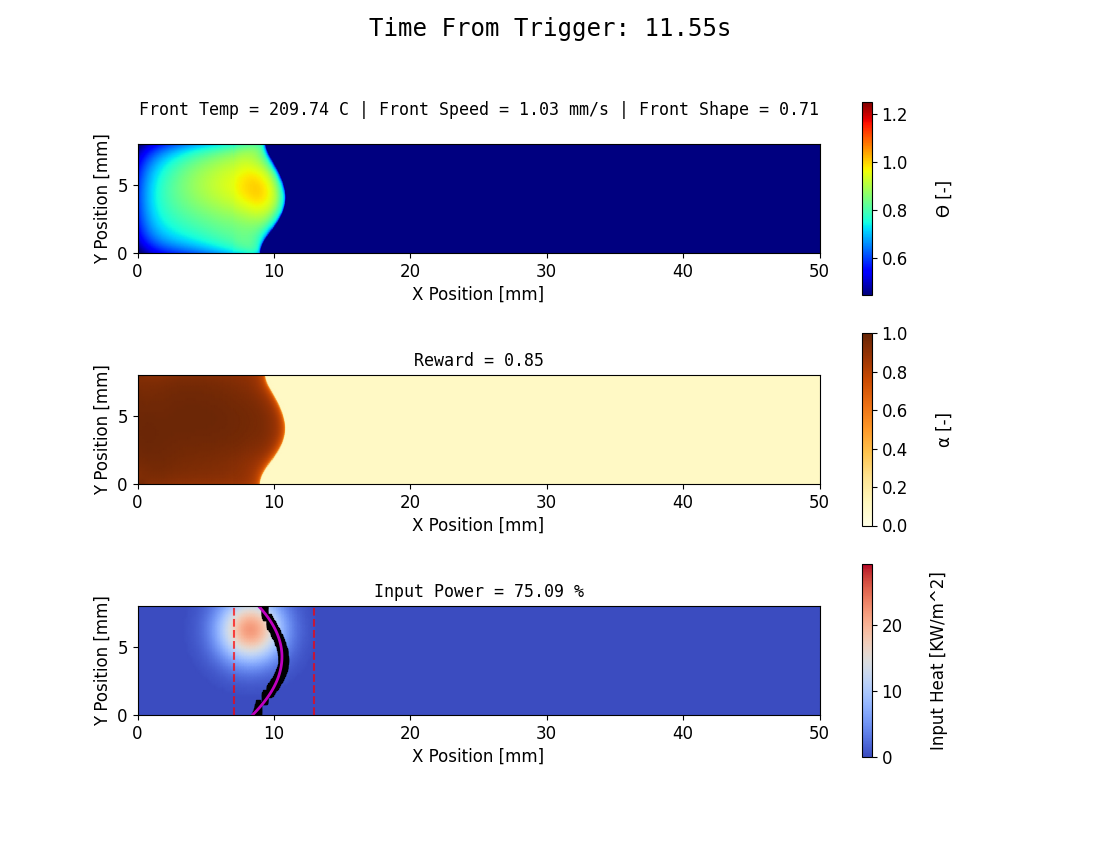 Time From Trigger: 11.55s
Front Temp = 209.74 C | Front Speed = 1.03 mm/s | Front Shape = 0.71
Y Position [mm]
5
0
0 10 20 30 40 50
X Position [mm]
1.2
1.0
0.8
0.6
Θ [-]
Reward = 0.85
Y Position [mm]
5
0
0 10 20 30 40 50
X Position [mm]
1.0
0.8
0.6
0.4
0.2
0.0
α [-]
Input Power = 75.09 %
Y Position [mm]
5
0
0 10 20 30 40 50
X Position [mm]
20
10
0
Input Heat [KW/m^2]